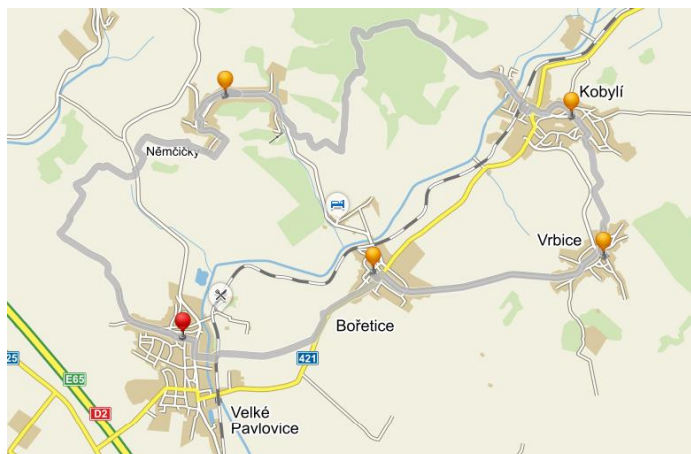 Kobylí
Němčičky
Vrbice
Bořetice
25
421
E65
D2
Velké
Pavlovice